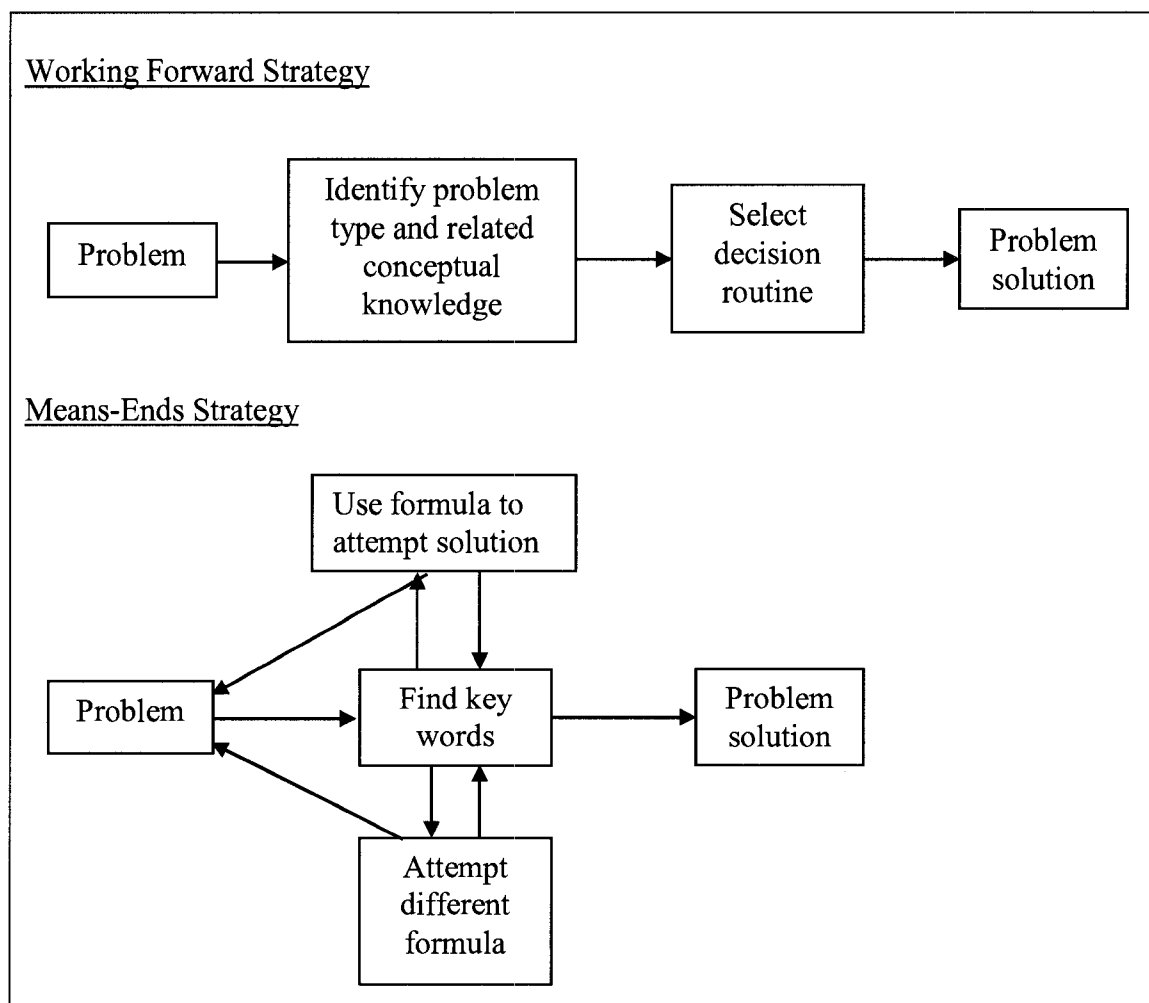 Working Forward Strategy
Problem
Identify problem
type and related
conceptual
knowledge
Select
decision
routine
Problem
solution
Means-Ends Strategy
Use formula to
attempt solution
Problem
Find key
words
Problem
solution
Attempt
different
formula